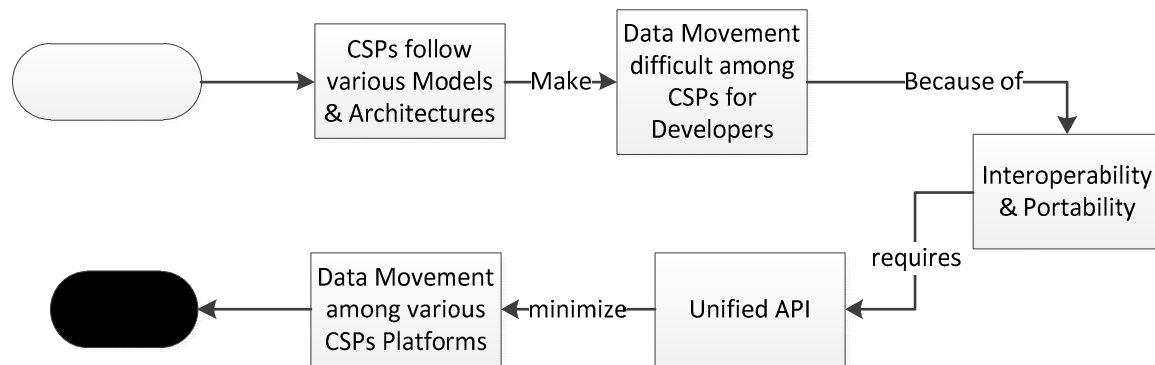 CSPs follow
various Models
& Architectures
Make
Data Movement
difficult among
CSPs for
Developers
Because of
Interoperability
& Portability
requires
Unified API
minimize
Data Movement
among various
CSPs Platforms